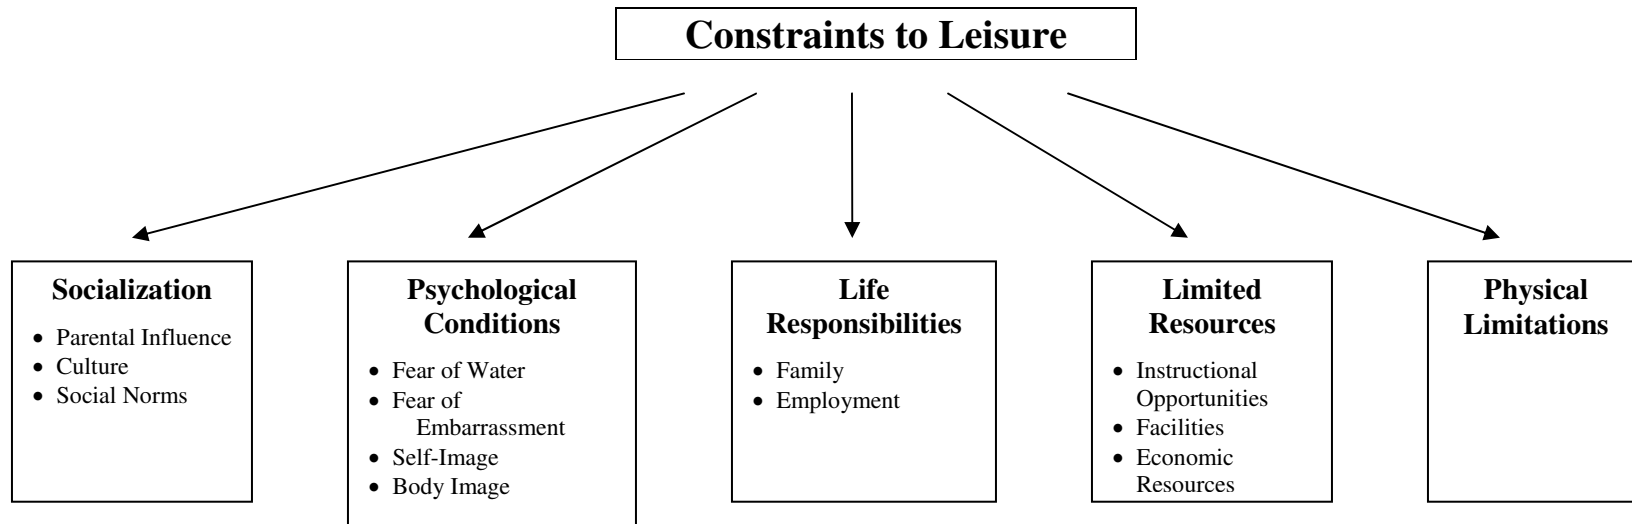 Constraints to Leisure
Socialization
• Parental Influence
• Culture
• Social Norms
Psychological
Conditions
• Fear of Water
• Fear of
Embarrassment
• Self-Image
• Body Image
Life
Responsibilities
• Family
• Employment
Limited
Resources
• Instructional
Opportunities
• Facilities
• Economic
Resources
Physical
Limitations